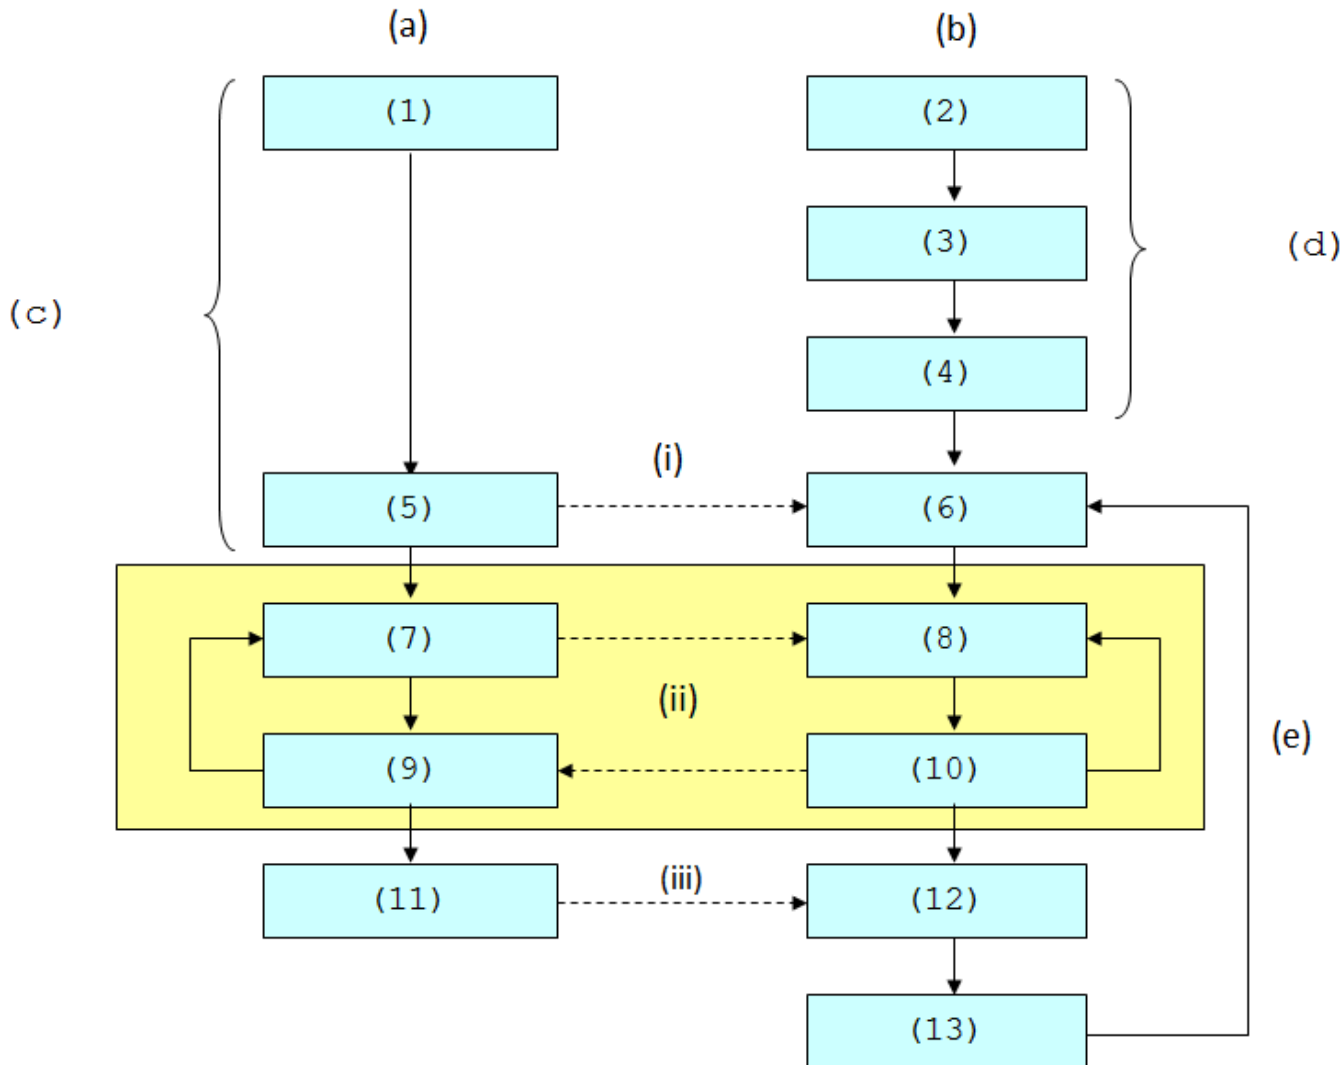 (a)
(b)
(1)
(2)
(3)
(d)
(c)
(4)
(i)
(5)
(6)
(7)
(8)
(ii)
(e)
(9)
(10)
(iii)
(11)
(12)
(13)